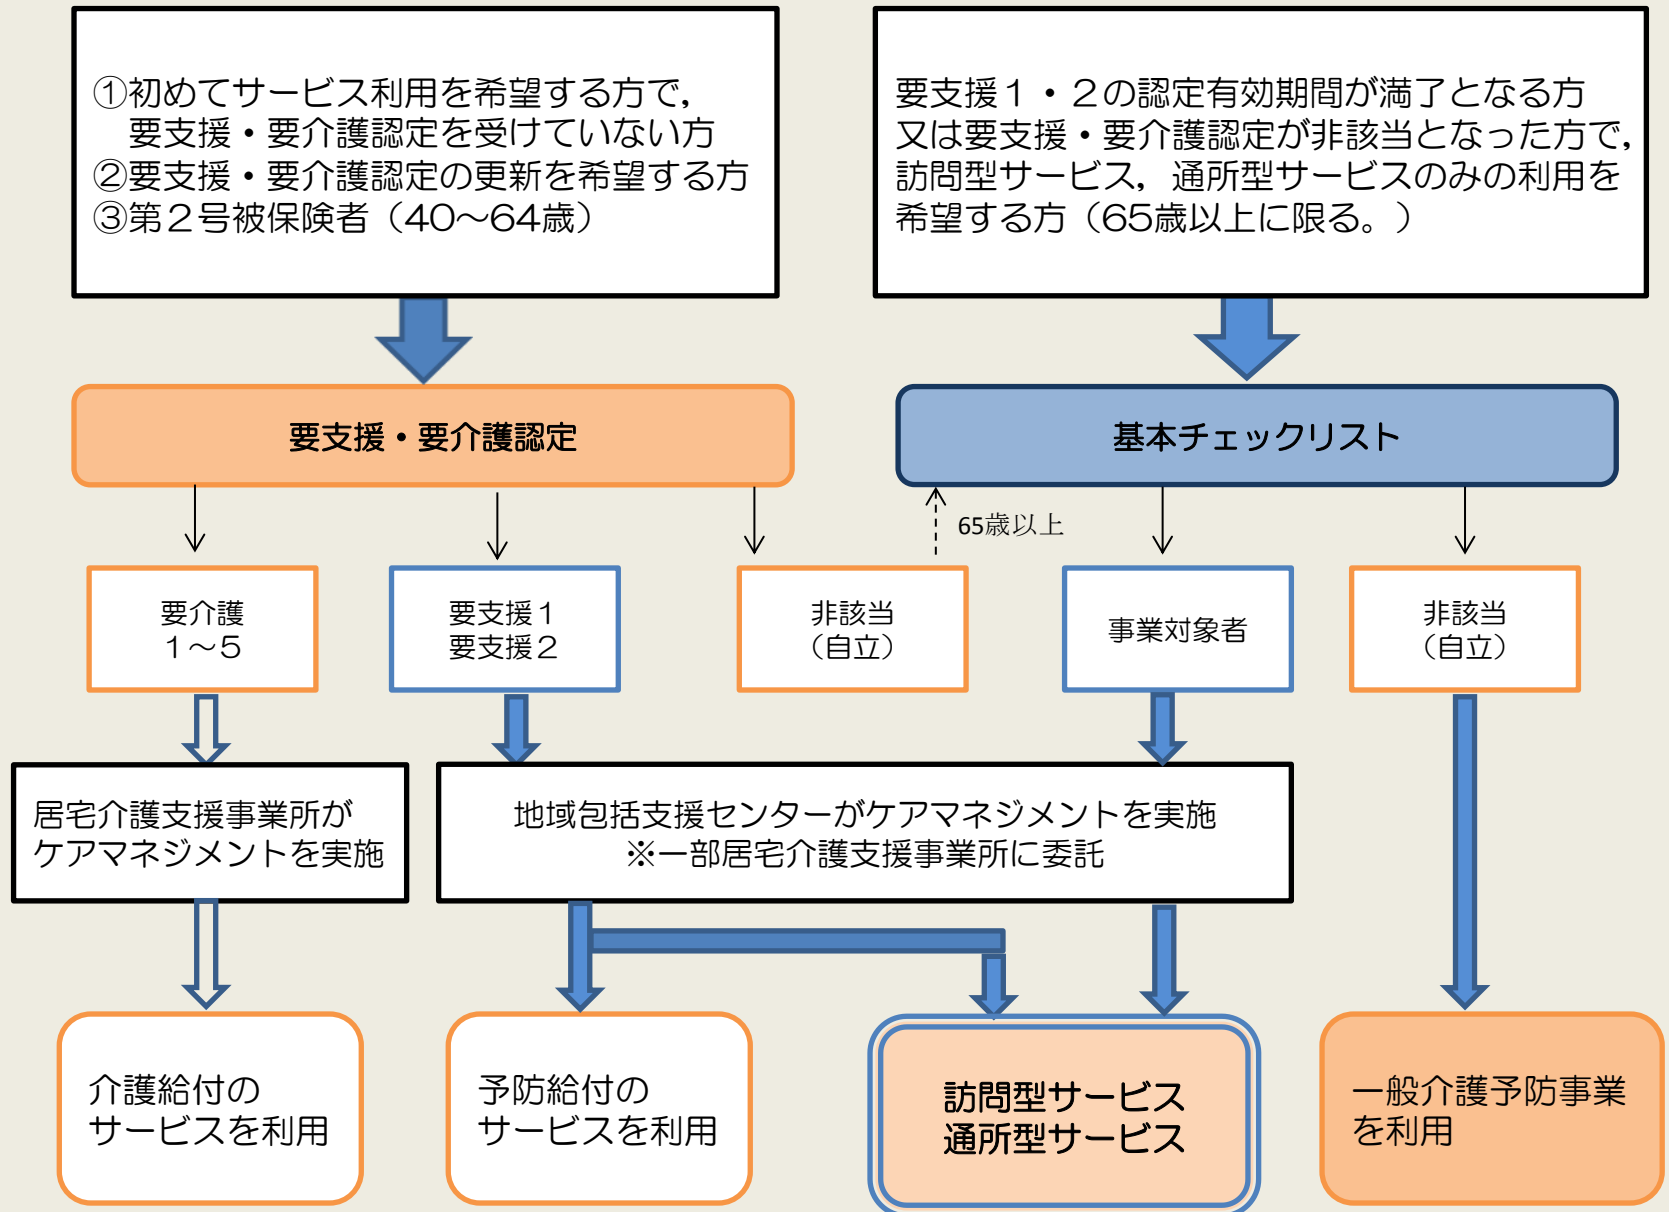 ①初めてサービス利用を希望する方で,
要支援・要介護認定を受けていない方
②要支援・要介護認定の更新を希望する方
③第２号被保険者（40～64歳）
要支援１・２の認定有効期間が満了となる方
又は要支援・要介護認定が非該当となった方で,
訪問型サービス, 通所型サービスのみの利用を
希望する方（65歳以上に限る。）
要支援・要介護認定
基本チェックリスト
65歳以上
要介護
１～５
要支援１
要支援２
非該当
（自立）
事業対象者
非該当
（自立）
居宅介護支援事業所が
ケアマネジメントを実施
地域包括支援センターがケアマネジメントを実施
※一部居宅介護支援事業所に委託
介護給付の
サービスを利用
予防給付の
サービスを利用
訪問型サービス
通所型サービス
一般介護予防事業
を利用